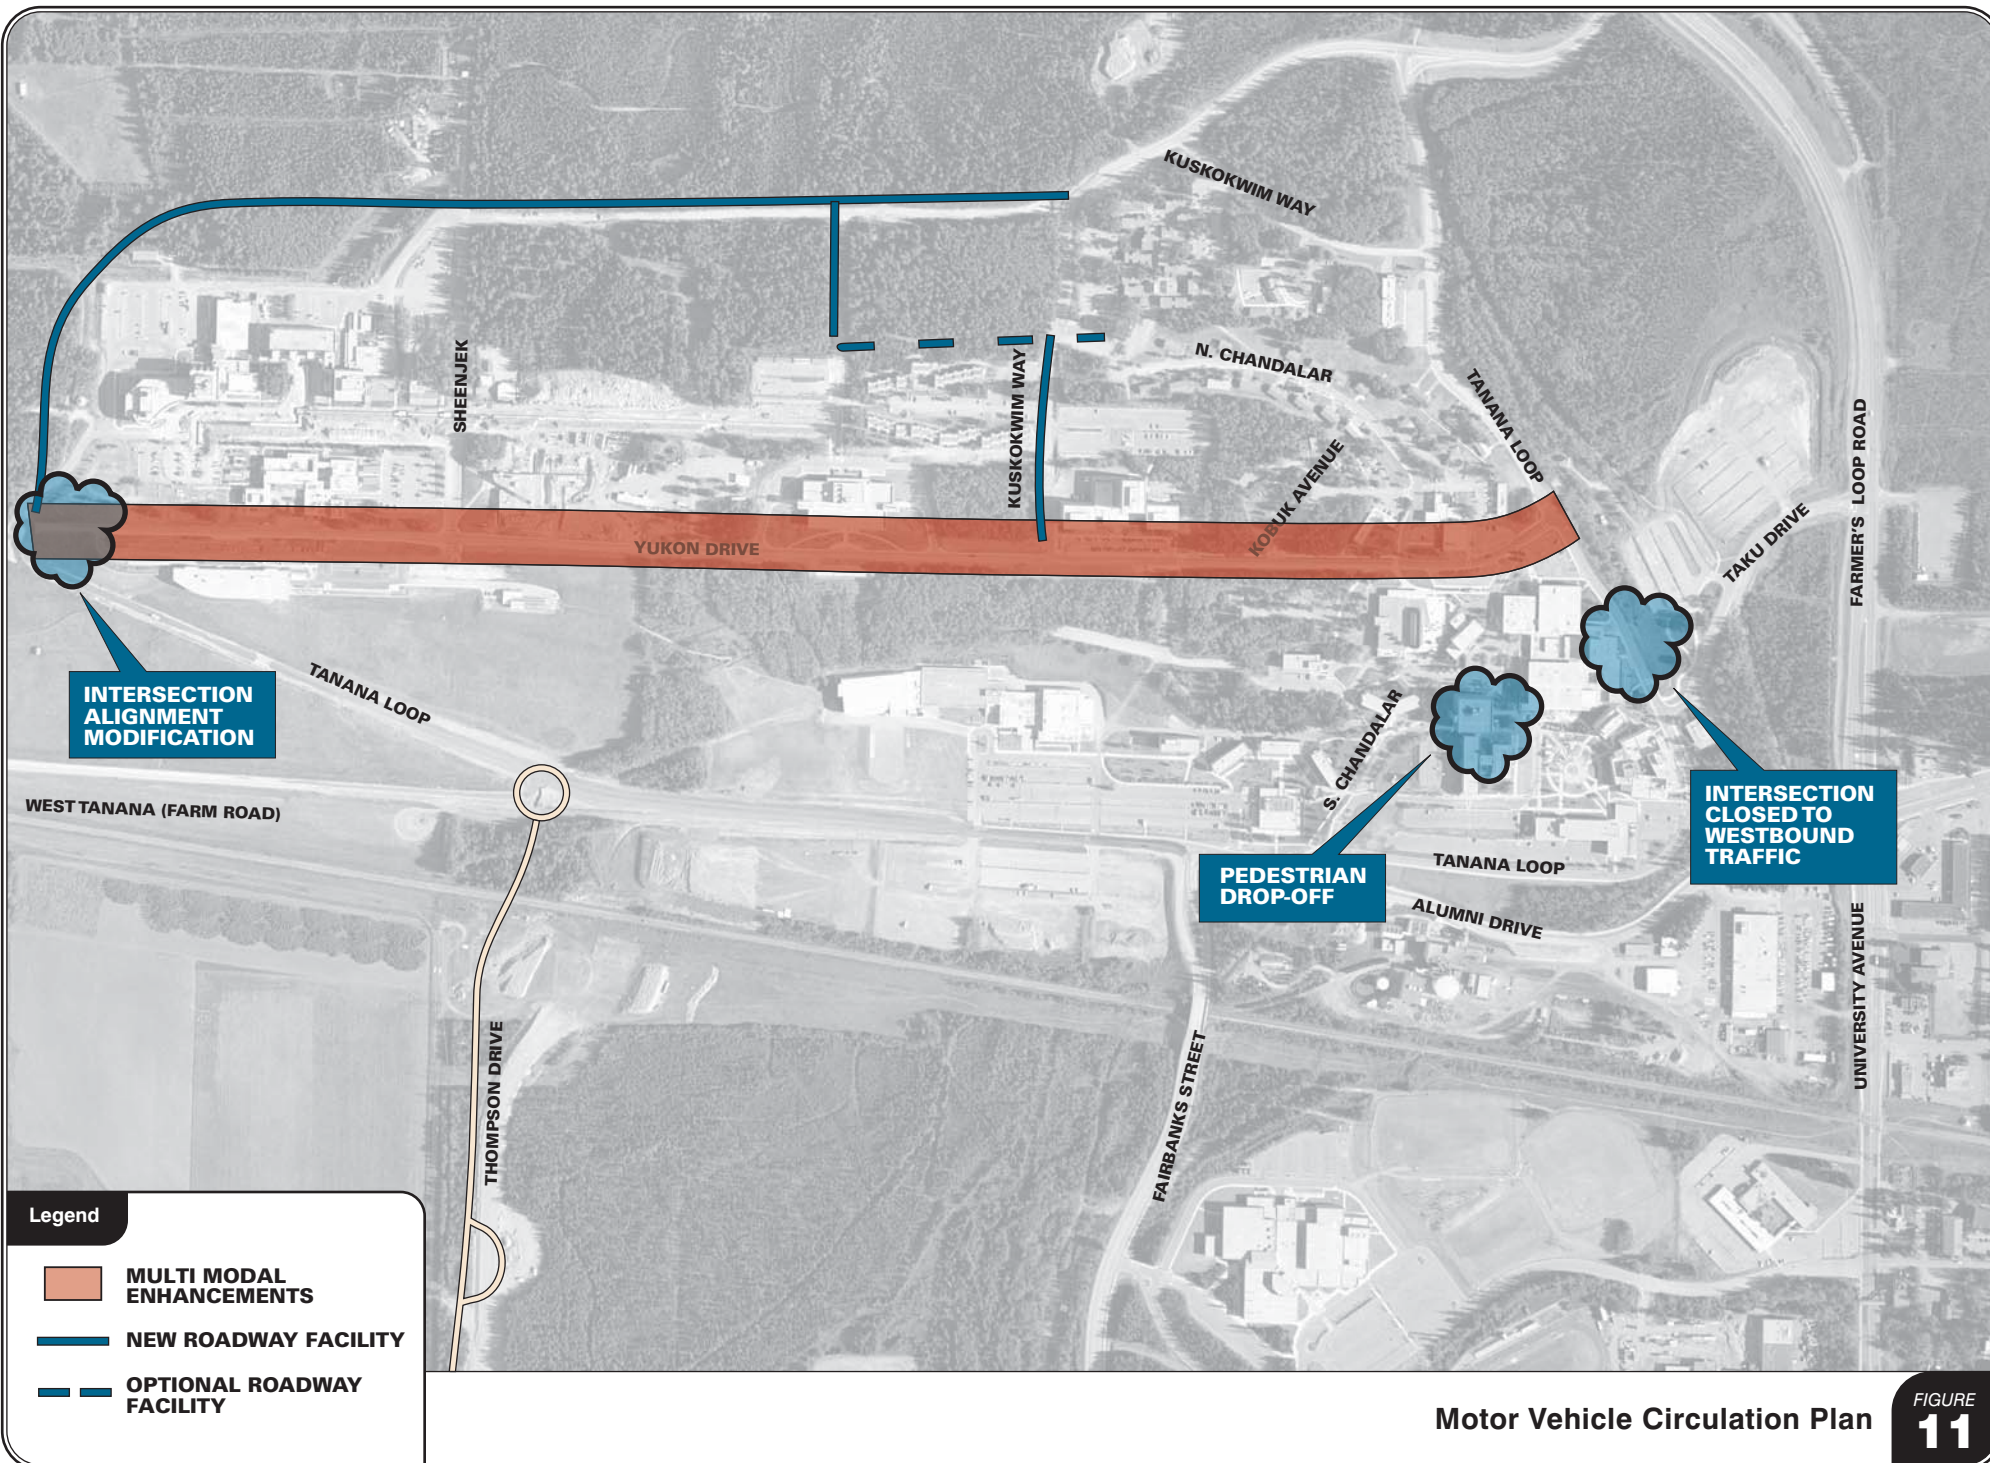 KUSKOKWIM WAY
SHEENJEK
KUSKOKWIM WAY
N. CHANDALAR
TANANA LOOP
KOBUK AVENUE
FARMER'S LOOP ROAD
TAKU DRIVE
YUKON DRIVE
INTERSECTION
ALIGNMENT
MODIFICATION
TANANA LOOP
WEST TANANA (FARM ROAD)
S. CHANDALAR
INTERSECTION
CLOSED TO
WESTBOUND
TRAFFIC
PEDESTRIAN
DROP-OFF
TANANA LOOP
ALUMNI DRIVE
UNIVERSITY AVENUE
THOMPSON DRIVE
FAIRBANKS STREET
Legend
MULTI MODAL
ENHANCEMENTS
NEW ROADWAY FACILITY
OPTIONAL ROADWAY
FACILITY
Motor Vehicle Circulation Plan
FIGURE
11